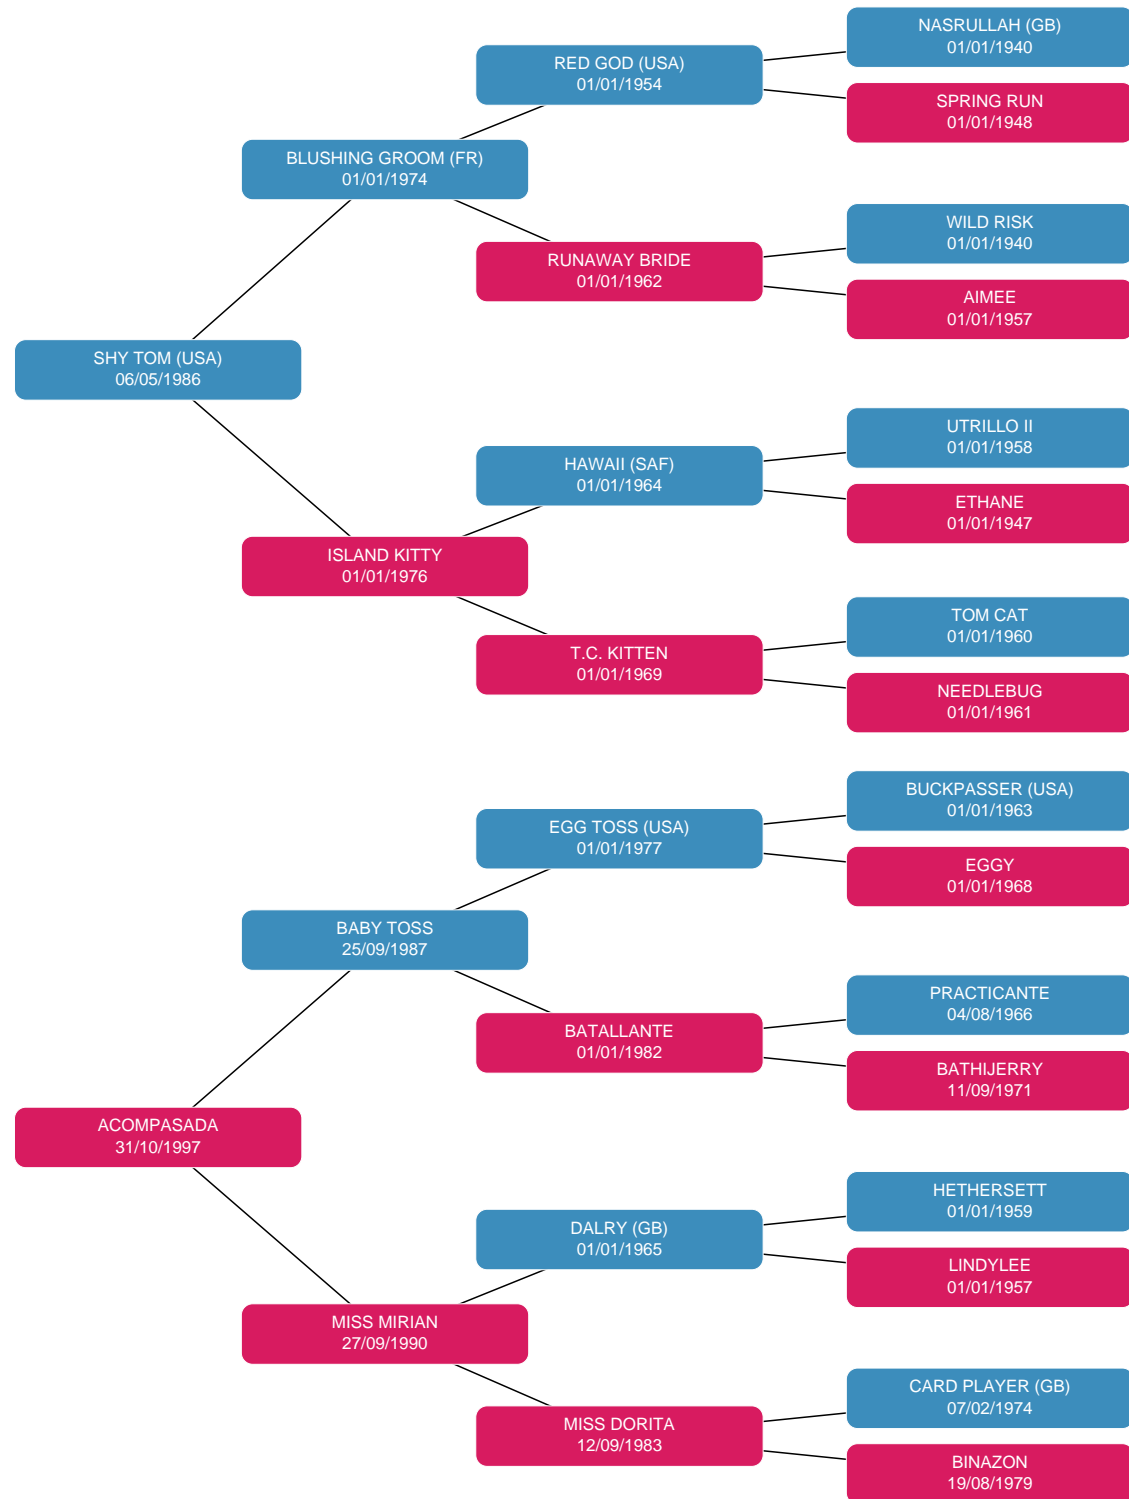 NASRULLAH (GB)
01/01/1940
RED GOD (USA)
01/01/1954
SPRING RUN
01/01/1948
BLUSHING GROOM (FR)
01/01/1974
WILD RISK
01/01/1940
RUNAWAY BRIDE
01/01/1962
AIMEE
01/01/1957
SHY TOM (USA)
06/05/1986
UTRILLO II
01/01/1958
HAWAII (SAF)
01/01/1964
ETHANE
01/01/1947
ISLAND KITTY
01/01/1976
TOM CAT
01/01/1960
T.C. KITTEN
01/01/1969
NEEDLEBUG
01/01/1961
BUCKPASSER (USA)
01/01/1963
EGG TOSS (USA)
01/01/1977
EGGY
01/01/1968
BABY TOSS
25/09/1987
PRACTICANTE
04/08/1966
BATALLANTE
01/01/1982
BATHIJERRY
11/09/1971
ACOMPASADA
31/10/1997
HETHERSETT
01/01/1959
DALRY (GB)
01/01/1965
LINDYLEE
01/01/1957
MISS MIRIAN
27/09/1990
CARD PLAYER (GB)
07/02/1974
MISS DORITA
12/09/1983
BINAZON
19/08/1979